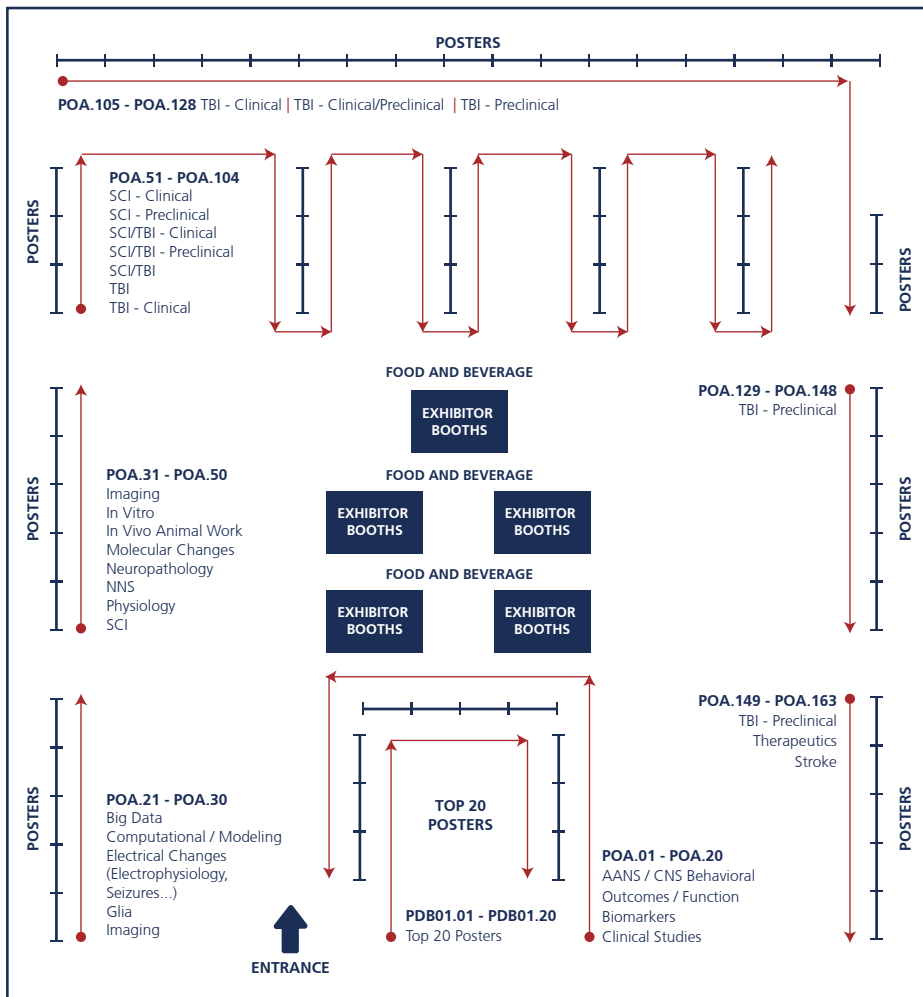 POSTERS
POA.105 - POA.128 TBI - Clinical | TBI - Clinical/Preclinical | TBI - Preclinical
POSTERS
POA.51 - POA.104
SCI - Clinical
SCI - Preclinical
SCI/TBI - Clinical
SCI/TBI - Preclinical
SCI/TBI
TBI
TBI - Clinical
POSTERS
FOOD AND BEVERAGE
EXHIBITOR
BOOTHS
POA.129 - POA.148
TBI - Preclinical
POSTERS
POA.31 - POA.50
Imaging
In Vitro
In Vivo Animal Work
Molecular Changes
Neuropathology
NNS
Physiology
SCI
FOOD AND BEVERAGE
EXHIBITOR
BOOTHS
EXHIBITOR
BOOTHS
FOOD AND BEVERAGE
EXHIBITOR
BOOTHS
EXHIBITOR
BOOTHS
POSTERS
POSTERS
POA.21 - POA.30
Big Data
Computational / Modeling
Electrical Changes
(Electrophysiology,
Seizures...)
Glia
Imaging
ENTRANCE
TOP 20
POSTERS
PDB01.01 - PDB01.20
Top 20 Posters
POA.01 - POA.20
AANS / CNS Behavioral
Outcomes / Function
Biomarkers
Clinical Studies
POA.149 - POA.163
TBI - Preclinical
Therapeutics
Stroke
POSTERS